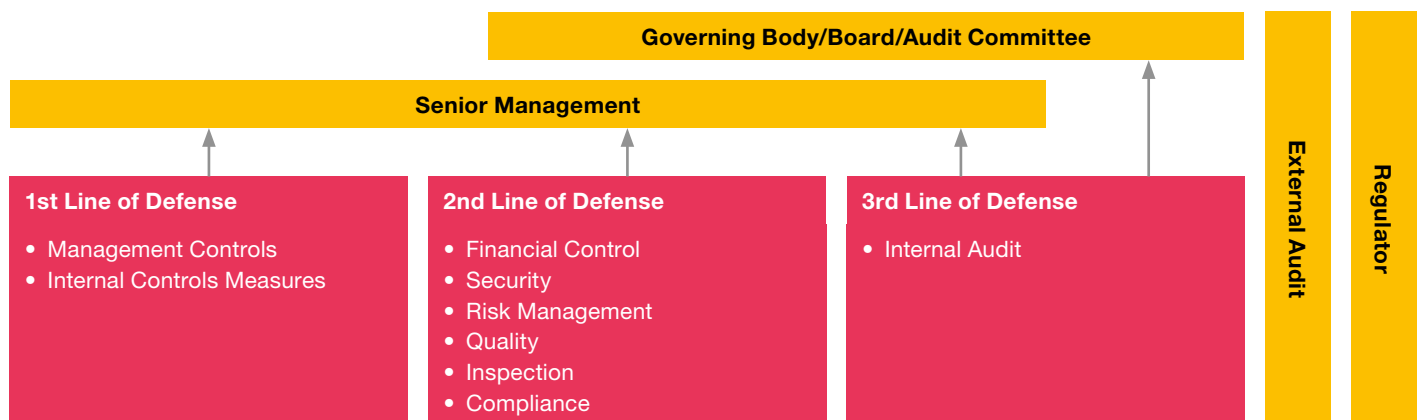 Governing Body/Board/Audit Committee
Senior Management
1st Line of Defense
• Management Controls
• Internal Controls Measures
2nd Line of Defense
• Financial Control
• Security
• Risk Management
• Quality
• Inspection
• Compliance
3rd Line of Defense
• Internal Audit
External Audit
Regulator